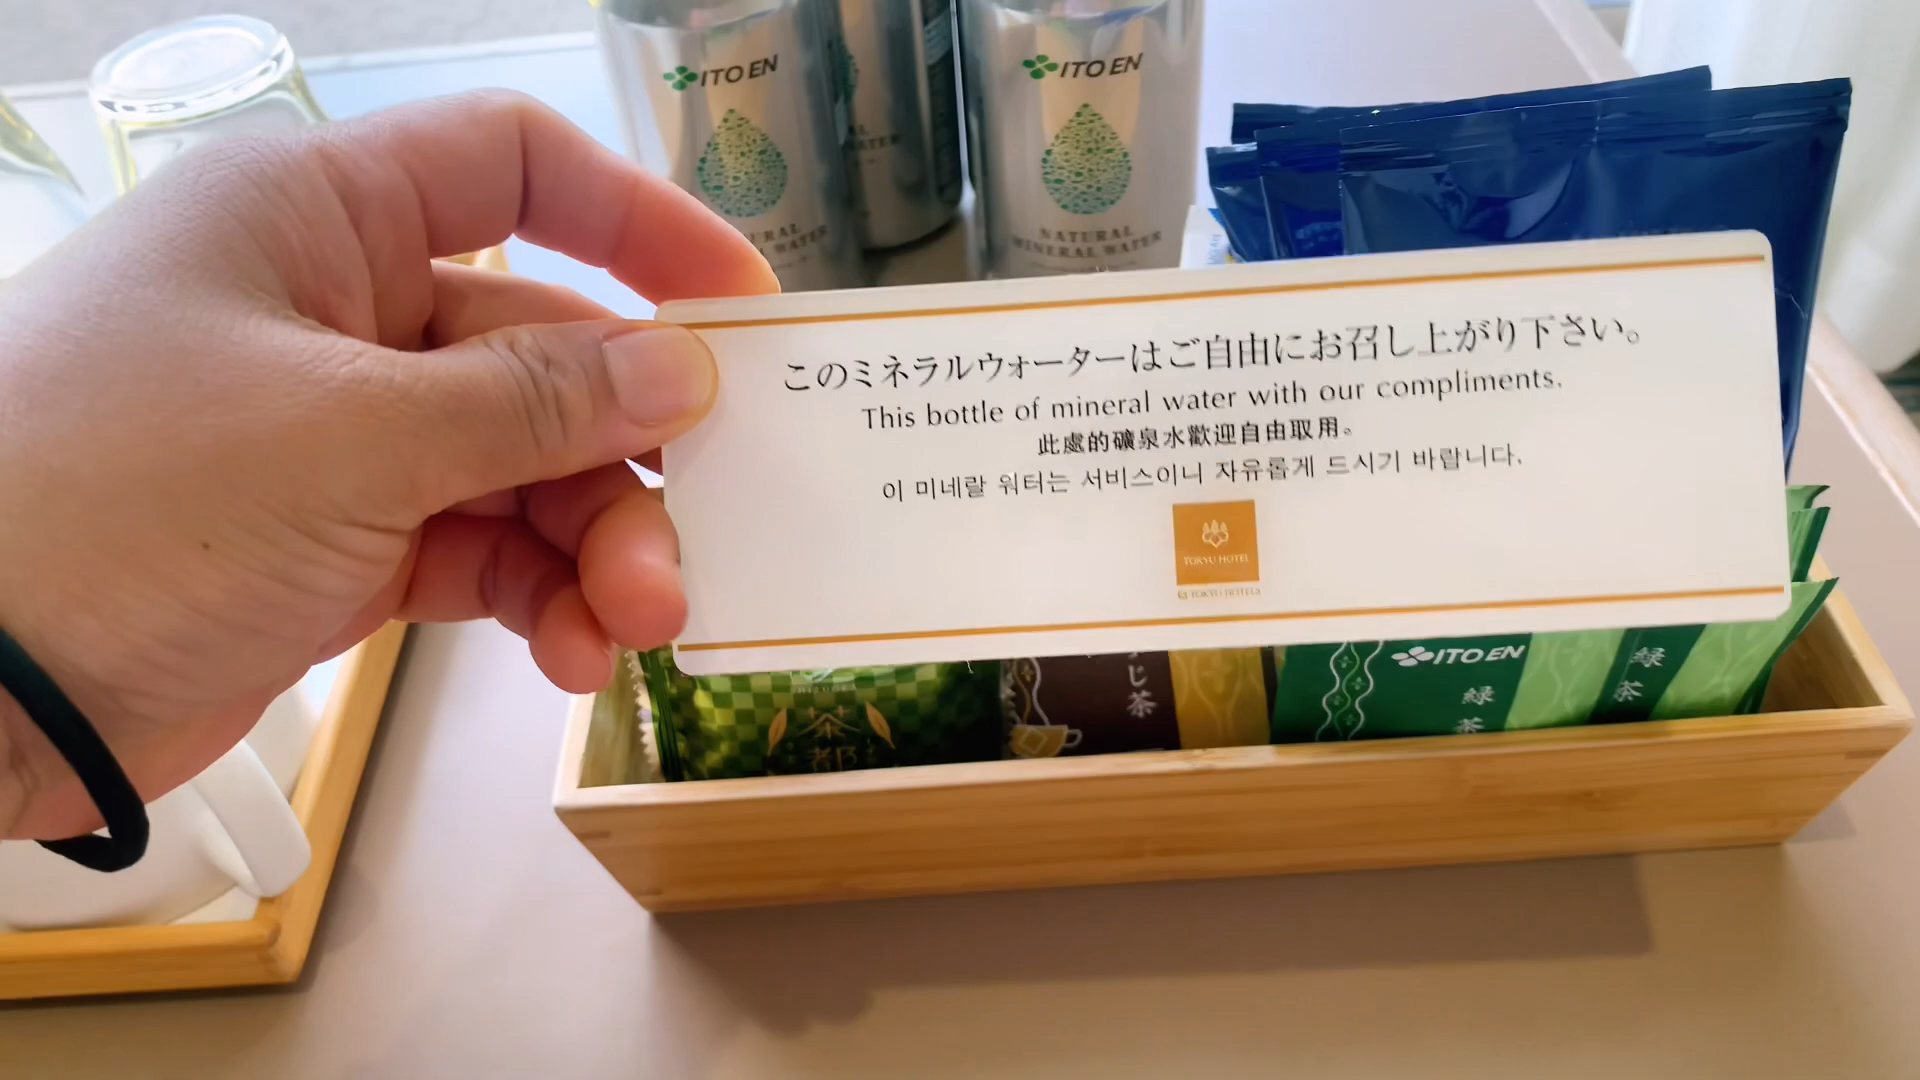 ITO EN
ITO EN
URAL
WATER
NATURAL
MINERAL WATER
このミネラルウォーターはご自由にお召し上がり下さい。
This bottle of mineral water with our compliments.
此處的礦泉水歡迎自由取用。
이 미네랄 워터는 서비스이니 자유롭게 드시기 바랍니다.
TOKYU HOTEL
TOKYU HOTELS
茶都
じ茶
ITO EN
緑茶
緑茶